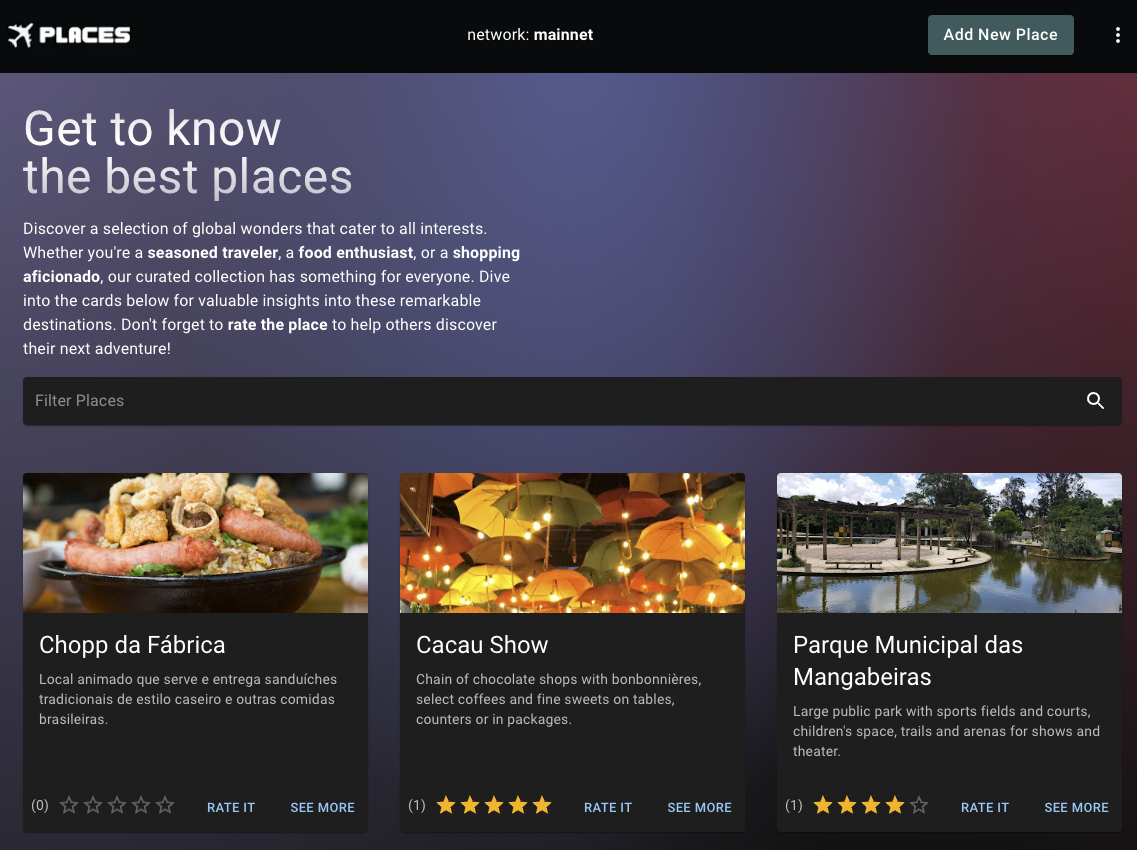 PLACES
network: mainnet
Add New Place
Get to know
the best places
Discover a selection of global wonders that cater to all interests.
Whether you're a seasoned traveler, a food enthusiast, or a shopping
aficionado, our curated collection has something for everyone. Dive
into the cards below for valuable insights into these remarkable
destinations. Don't forget to rate the place to help others discover
their next adventure!
Filter Places
Chopp da Fábrica
Local animado que serve e entrega sanduíches
tradicionais de estilo caseiro e outras comidas
brasileiras.
(0)
RATE IT
SEE MORE
Cacau Show
Chain of chocolate shops with bonbonnières,
select coffees and fine sweets on tables,
counters or in packages.
(1)
RATE IT
SEE MORE
Parque Municipal das
Mangabeiras
Large public park with sports fields and courts,
children's space, trails and arenas for shows and
theater.
(1)
RATE IT
SEE MORE